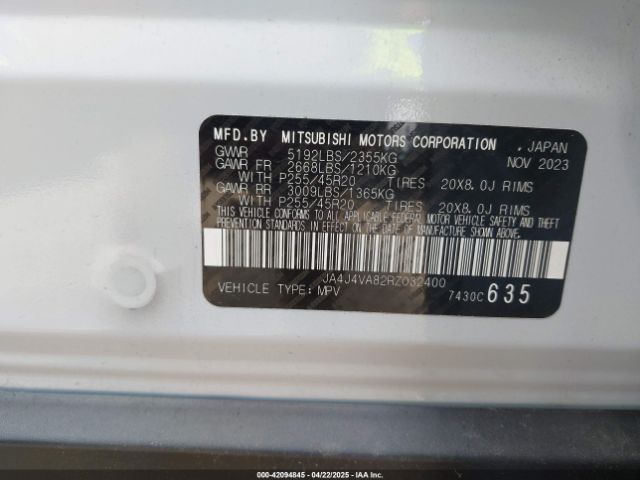 MFD.BY MITSUBISHI MOTORS CORPORATION , JAPAN
GVWR 5192LBS/2355KG NOV 2023
GAWR FR 2668LBS/1210KG
WITH P255/45R20 TIRES 20X8.0J RIMS
GAWR RR 3009LBS/1365KG
WITH P255/45R20 TIRES 20X8.0J RIMS
THIS VEHICLE CONFORMS TO ALL APPLICABLE FEDERAL MOTOR VEHICLE SAFETY AND THEFT
PREVENTION STANDARDS IN EFFECT ON THE DATE OF MANUFACTURE SHOWN ABOVE.
JA4J4VA82RZ032400
VEHICLE TYPE: MPV 7430C 635
000-42094845 - 04/22/2025 - IAAI.COM